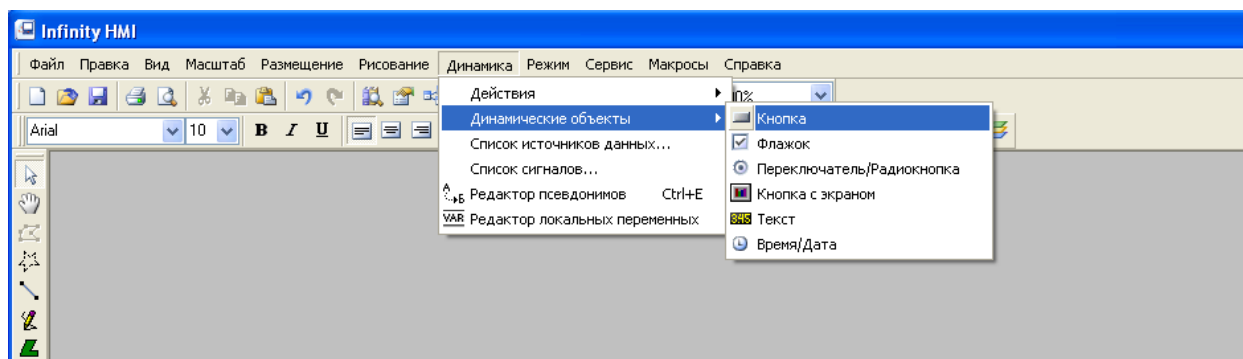 Infinity HMI
Файл Правка Вид Масштаб Размещение Рисование Динамика Режим Сервис Макросы Справка
Действия
Динамические объекты
Список источников данных...
Список сигналов...
Редактор псевдонимов Ctrl+E
VAR Редактор локальных переменных
Кнопка
Флажок
Переключатель/Радиокнопка
Кнопка с экраном
345 Текст
Время/Дата
Arial 10 B I U